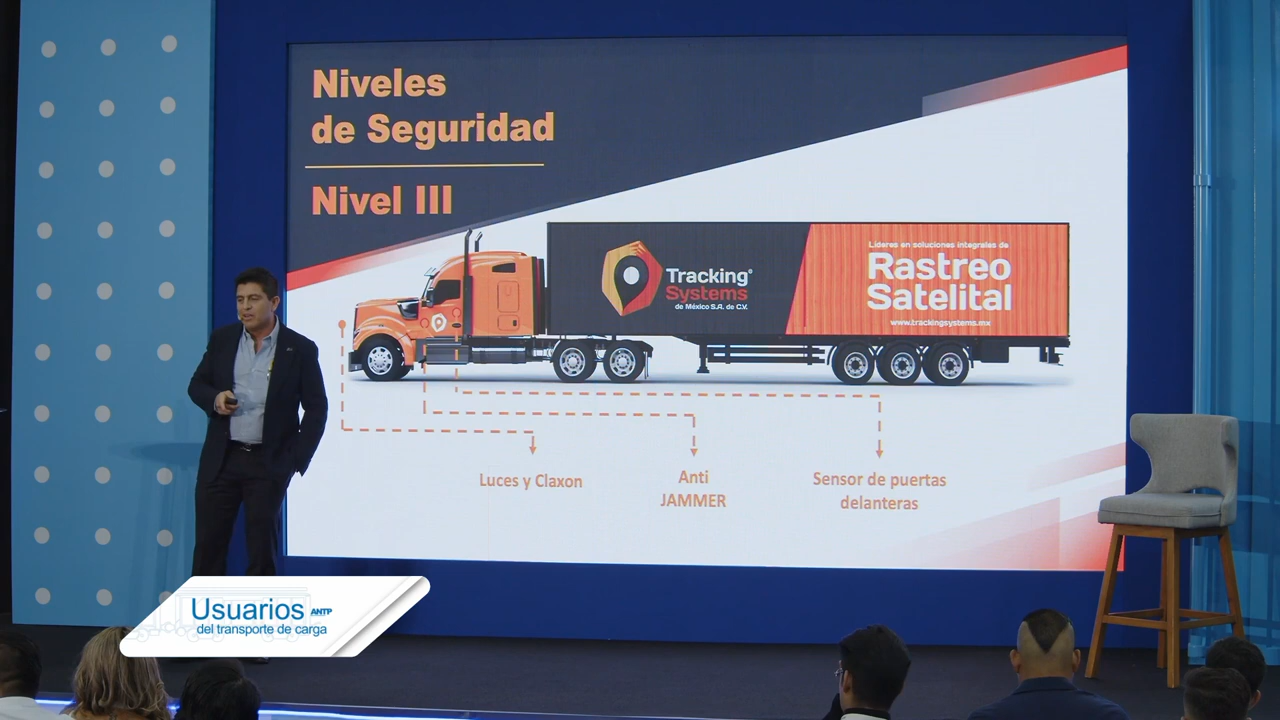 Niveles
de Seguridad
Nivel III
Tracking®
Systems
de México S.A. de C.V.
Líderes en soluciones integrales de
Rastreo
Satelital
www.trackingsystems.mx
Luces y Claxon
Anti
JAMMER
Sensor de puertas
delanteras
Usuarios ANTP
del transporte de carga